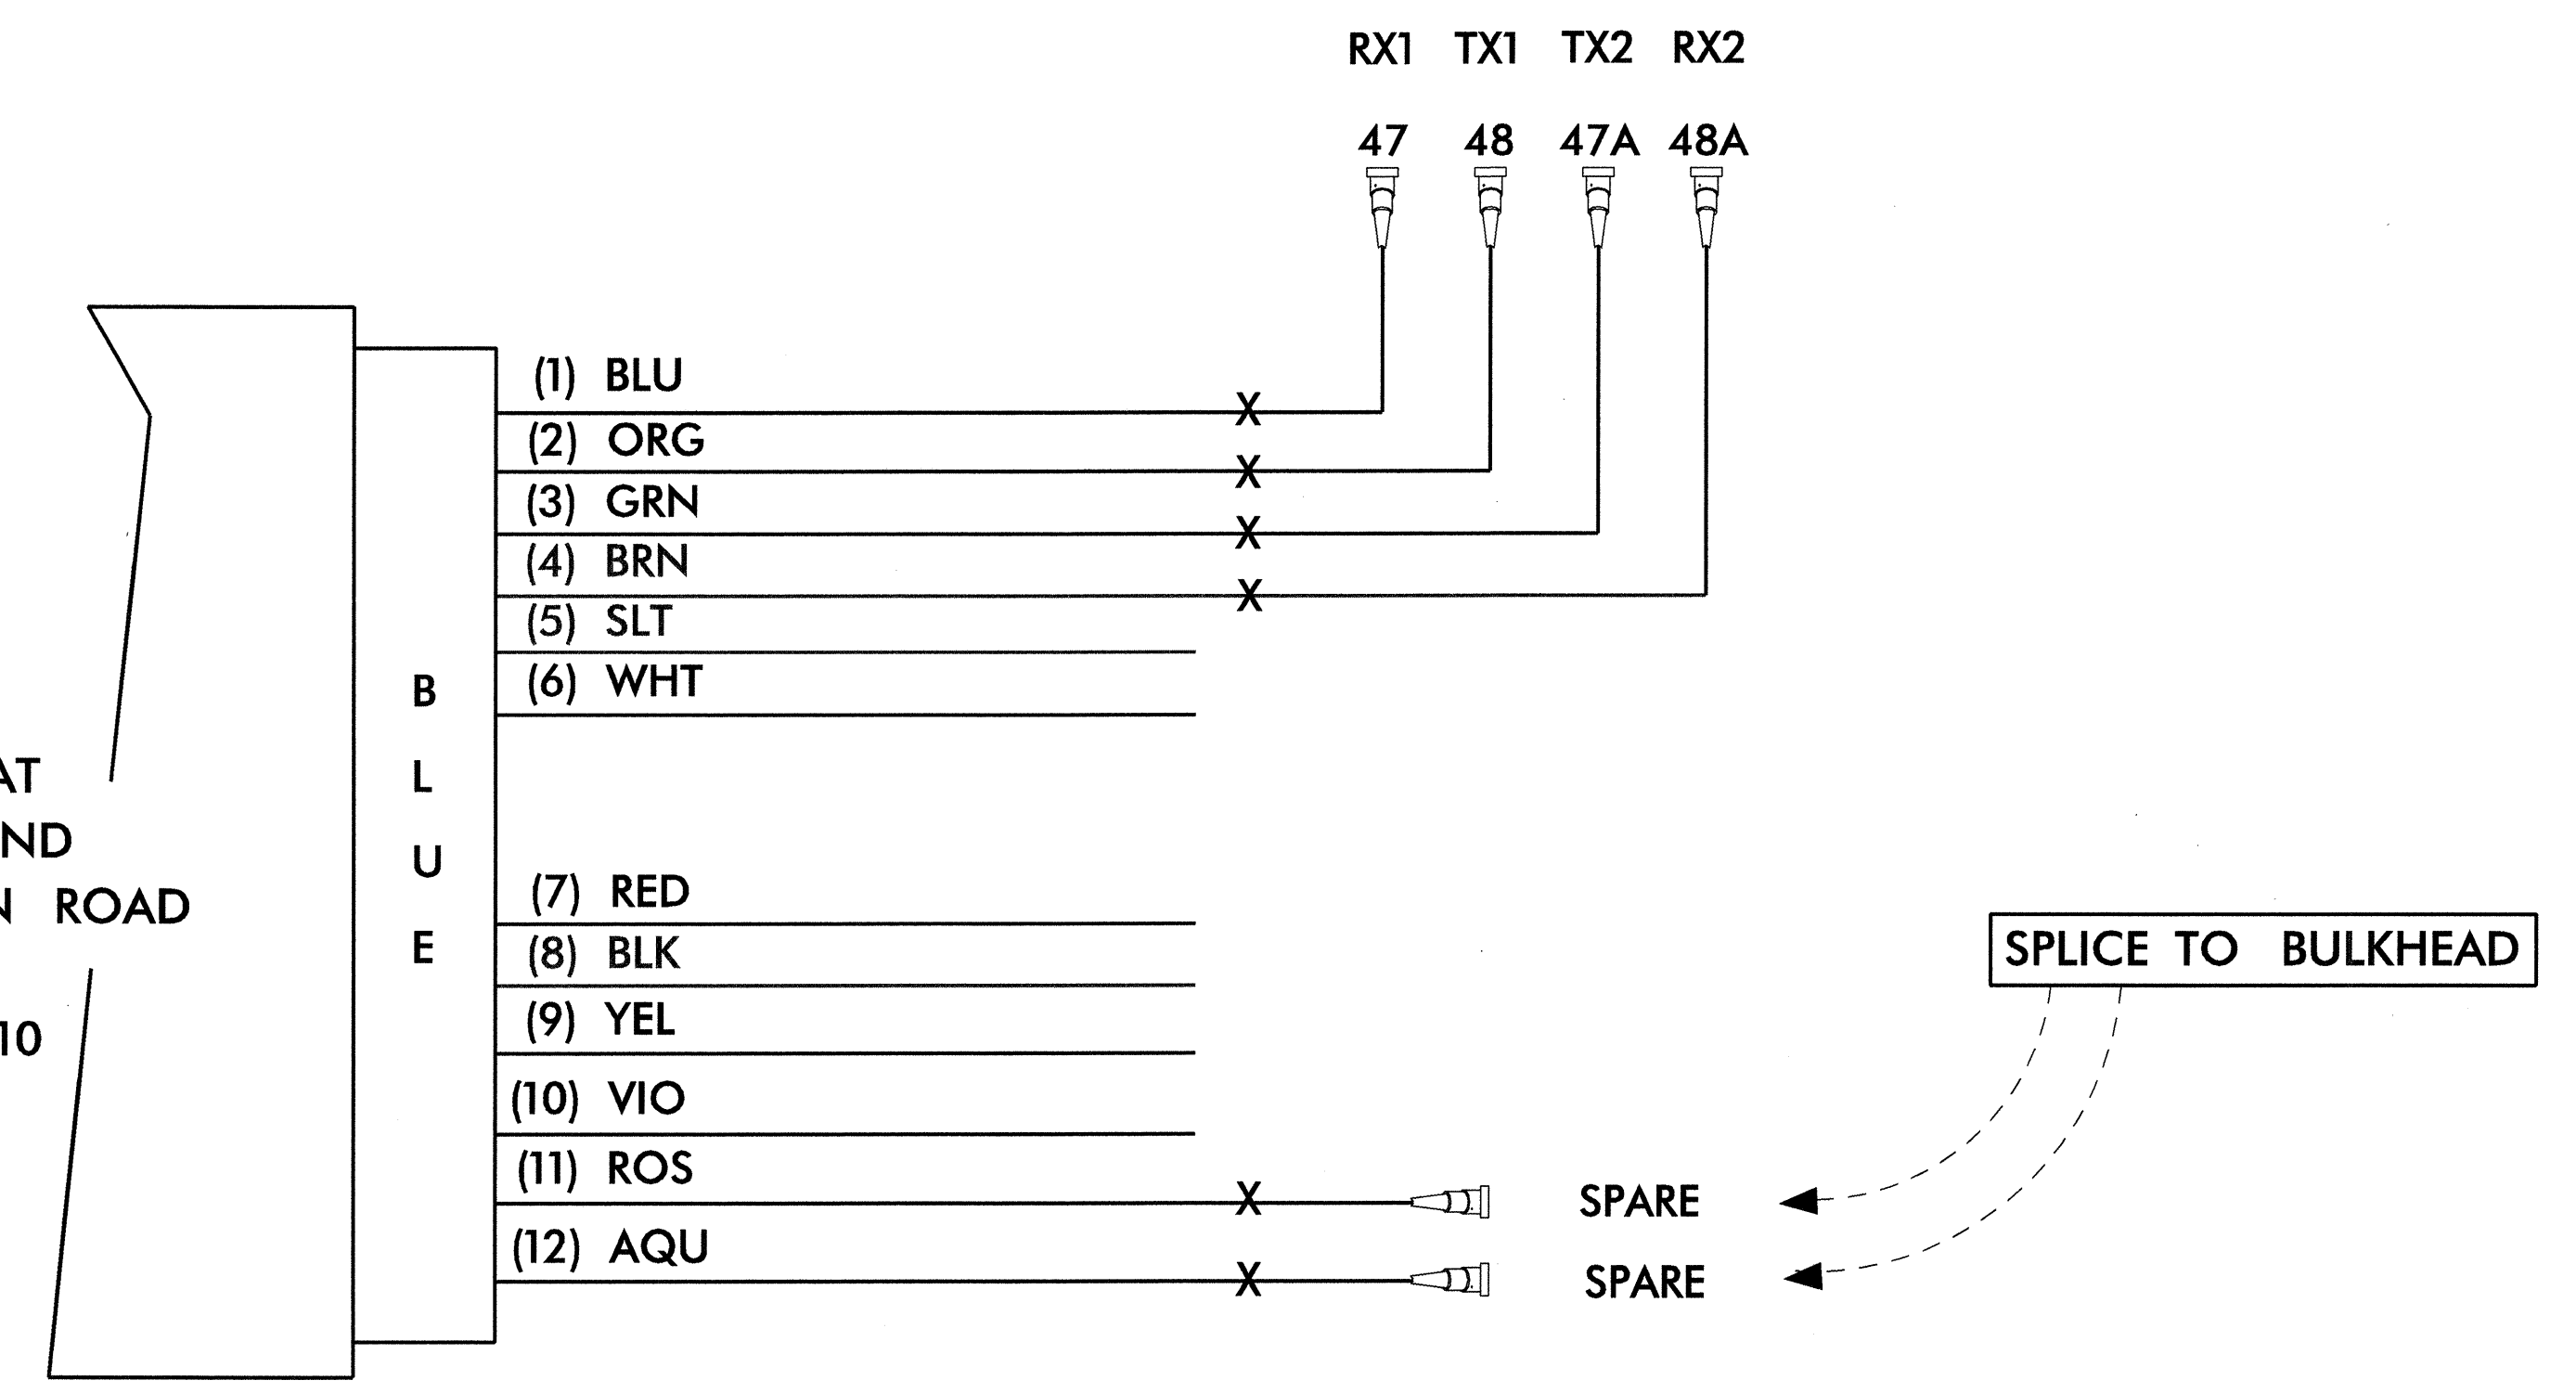 RX1 TX1 TX2 RX2
47 48 47A 48A
(1) BLU
(2) ORG
(3) GRN
(4) BRN
(5) SLT
(6) WHT
BLUE
(7) RED
(8) BLK
(9) YEL
(10) VIO
(11) ROS
(12) AQU
X
X
X
X
X
X
AT
ND
N ROAD
10
SPLICE TO BULKHEAD
SPARE
SPARE